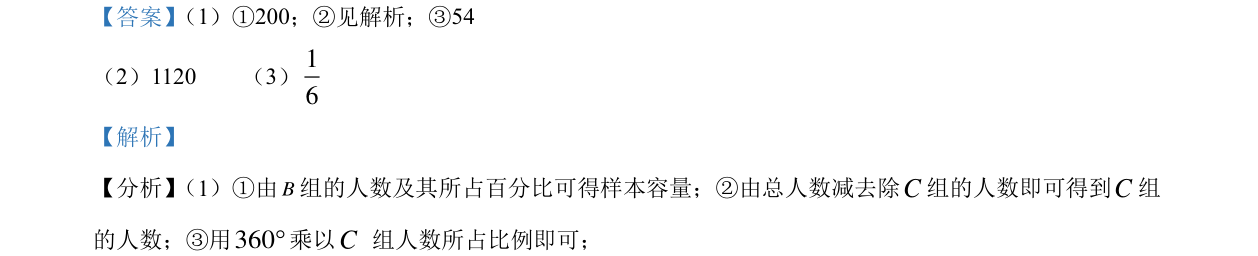 【答案】（1）①200；②见解析；③54
（2）1120 （3）1/6
【解析】
【分析】（1）①由B组的人数及其所占百分比可得样本容量；②由总人数减去除C组的人数即可得到C组
的人数；③用360°乘以C 组人数所占比例即可；